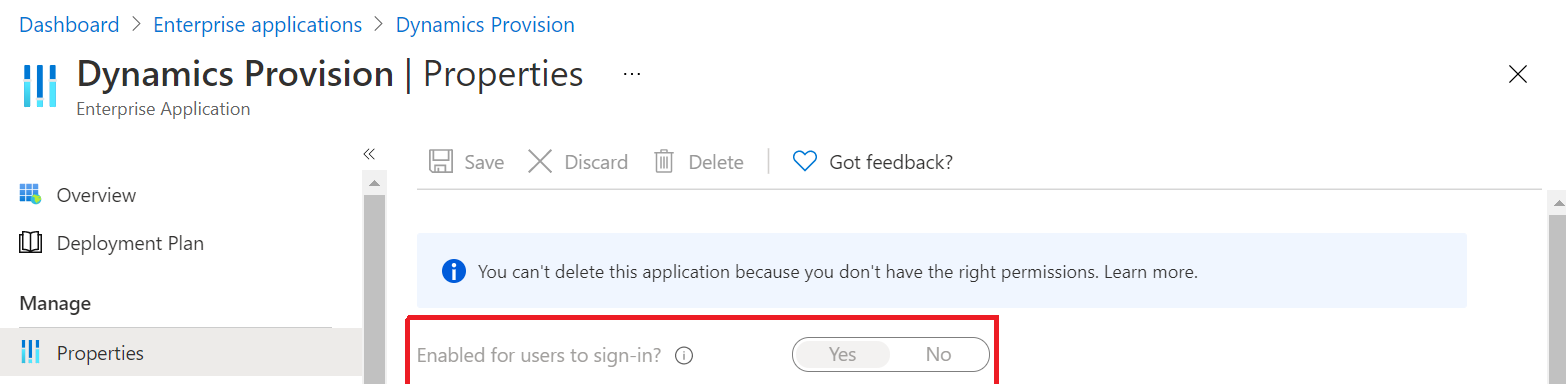 Dashboard > Enterprise applications > Dynamics Provision
Dynamics Provision | Properties ...
Enterprise Application
Save Discard Delete Got feedback?
Overview
Deployment Plan
Manage
Properties
You can't delete this application because you don't have the right permissions. Learn more.
Enabled for users to sign-in? Yes No